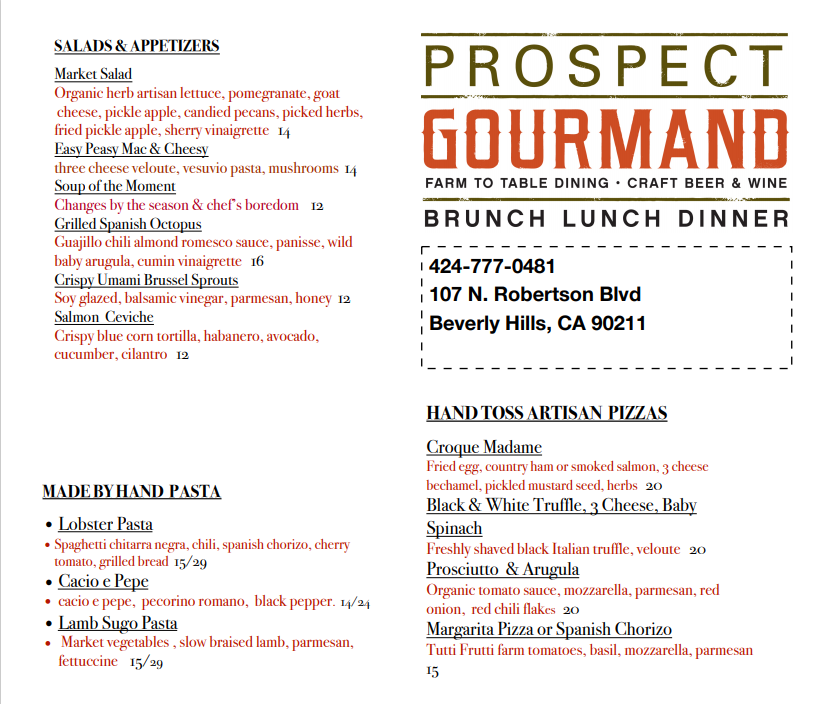 SALADS & APPETIZERS
Market Salad
Organic herb artisan lettuce, pomegranate, goat
cheese, pickle apple, candied pecans, picked herbs,
fried pickle apple, sherry vinaigrette 14
Easy Peasy Mac & Cheesy
three cheese veloute, vesuvio pasta, mushrooms 14
Soup of the Moment
Changes by the season & chef's boredom 12
Grilled Spanish Octopus
Guajillo chili almond romesco sauce, panisse, wild
baby arugula, cumin vinaigrette 16
Crispy Umami Brussel Sprouts
Soy glazed, balsamic vinegar, parmesan, honey 12
Salmon Ceviche
Crispy blue corn tortilla, habanero, avocado,
cucumber, cilantro 12
MADE BY HAND PASTA
• Lobster Pasta
• Spaghetti chitarra negra, chili, spanish chorizo, cherry
tomato, grilled bread 15/29
• Cacio e Pepe
• cacio e pepe, pecorino romano, black pepper. 14/24
• Lamb Sugo Pasta
• Market vegetables , slow braised lamb, parmesan,
fettuccine 15/29
PROSPECT
GOURMAND
FARM TO TABLE DINING • CRAFT BEER & WINE
BRUNCH LUNCH DINNER
424-777-0481
107 N. Robertson Blvd
Beverly Hills, CA 90211
HAND TOSS ARTISAN PIZZAS
Croque Madame
Fried egg, country ham or smoked salmon, 3 cheese
bechamel, pickled mustard seed, herbs 20
Black & White Truffle, 3 Cheese, Baby
Spinach
Freshly shaved black Italian truffle, veloute 20
Prosciutto & Arugula
Organic tomato sauce, mozzarella, parmesan, red
onion, red chili flakes 20
Margarita Pizza or Spanish Chorizo
Tutti Frutti farm tomatoes, basil, mozzarella, parmesan
15